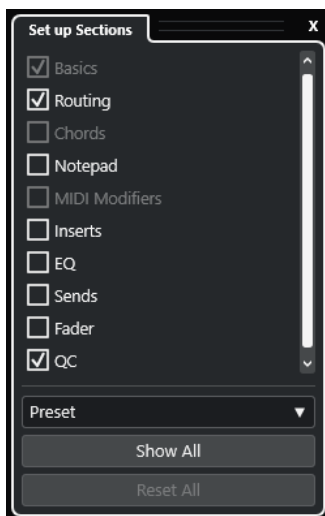 Set up Sections X
Basics
Routing
Chords
Notepad
MIDI Modifiers
Inserts
EQ
Sends
Fader
QC
Preset
Show All
Reset All